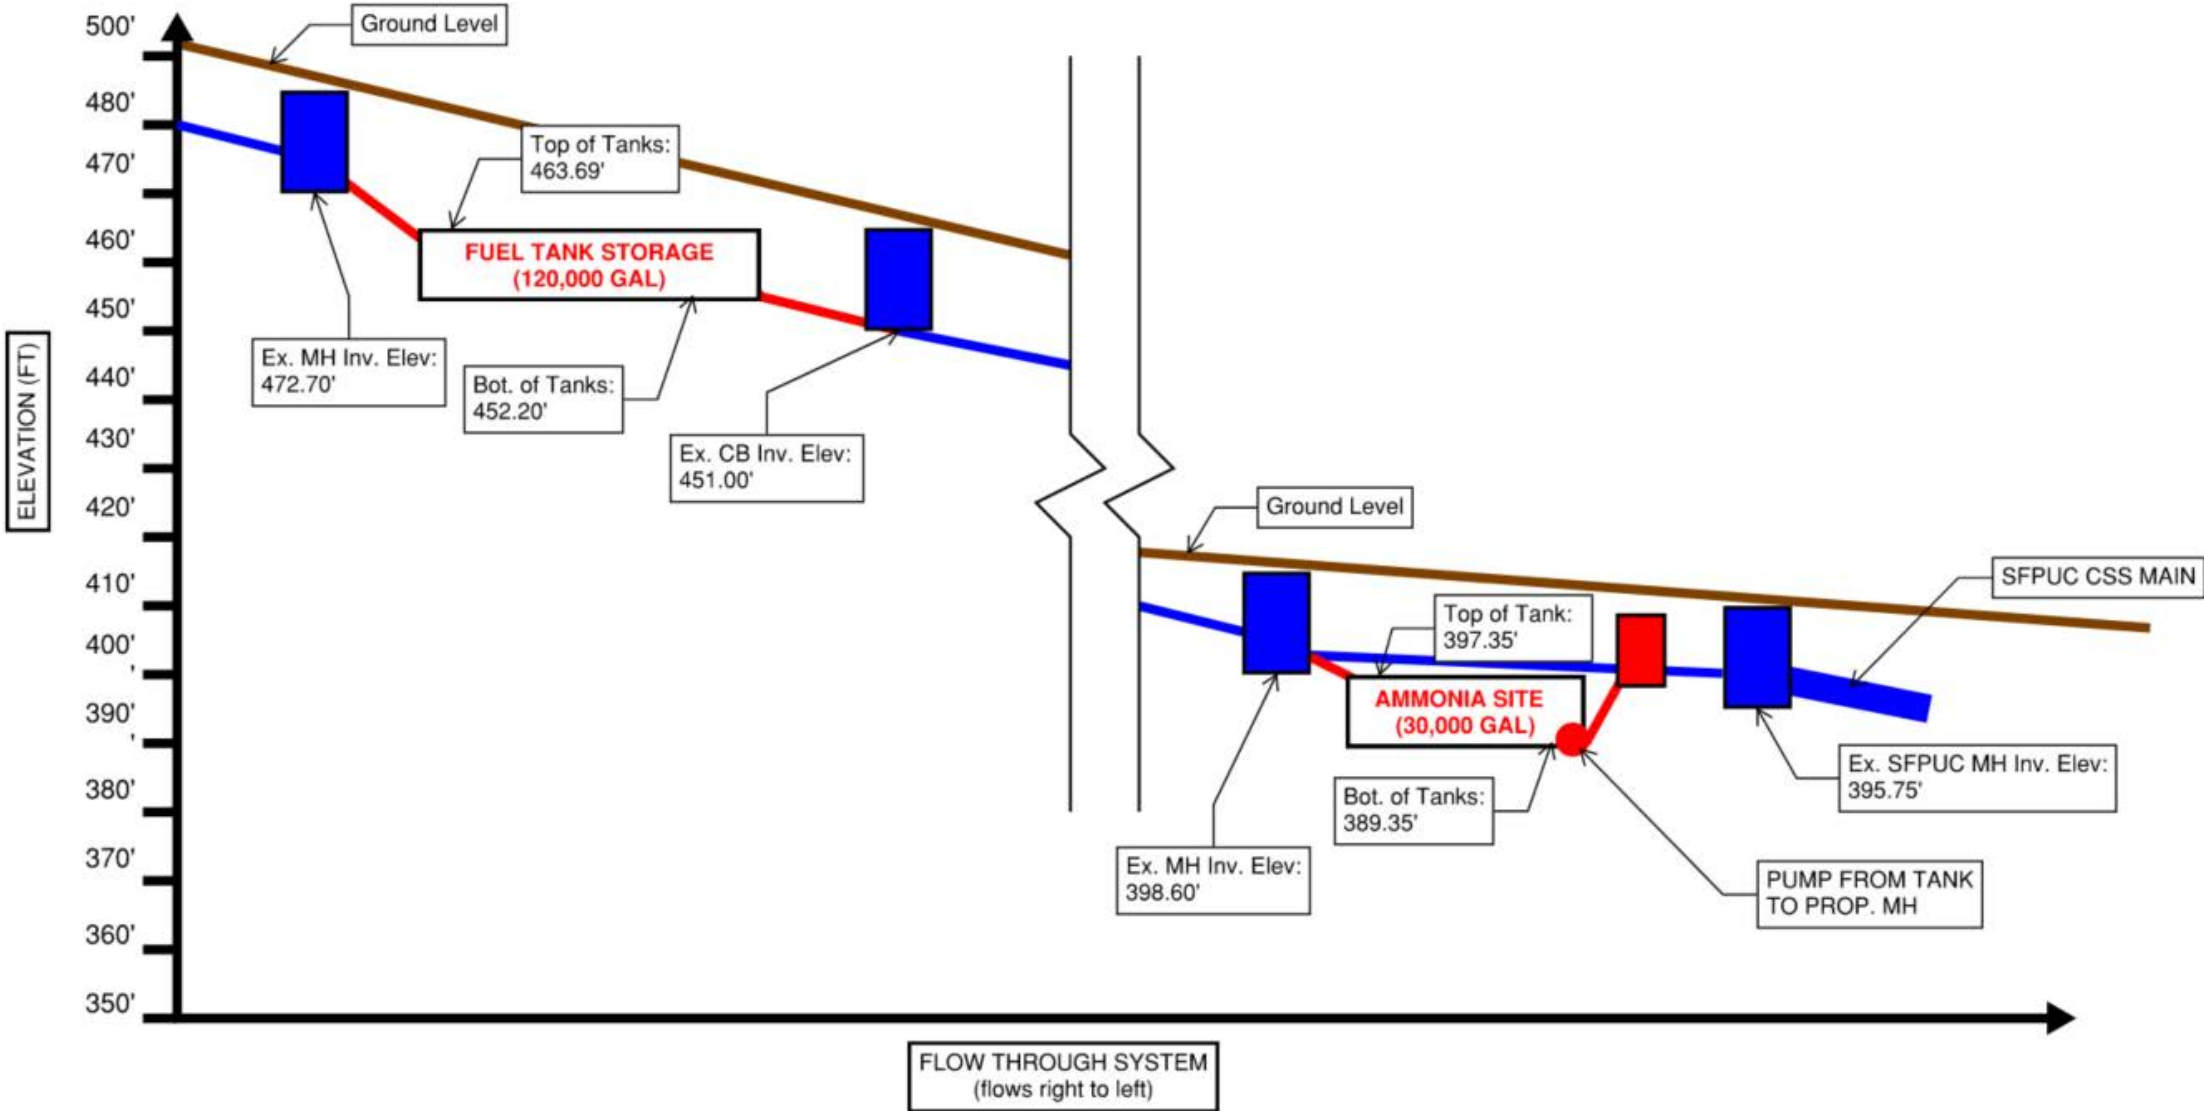 500'
480'
470'
460'
450'
440'
430'
420'
410'
400'
'
390'
'
380'
370'
360'
350'
ELEVATION (FT)
Ground Level
Top of Tanks:
463.69'
FUEL TANK STORAGE
(120,000 GAL)
Ex. MH Inv. Elev:
472.70'
Bot. of Tanks:
452.20'
Ex. CB Inv. Elev:
451.00'
Ground Level
SFPUC CSS MAIN
Top of Tank:
397.35'
AMMONIA SITE
(30,000 GAL)
Bot. of Tanks:
389.35'
Ex. MH Inv. Elev:
398.60'
Ex. SFPUC MH Inv. Elev:
395.75'
PUMP FROM TANK
TO PROP. MH
FLOW THROUGH SYSTEM
(flows right to left)